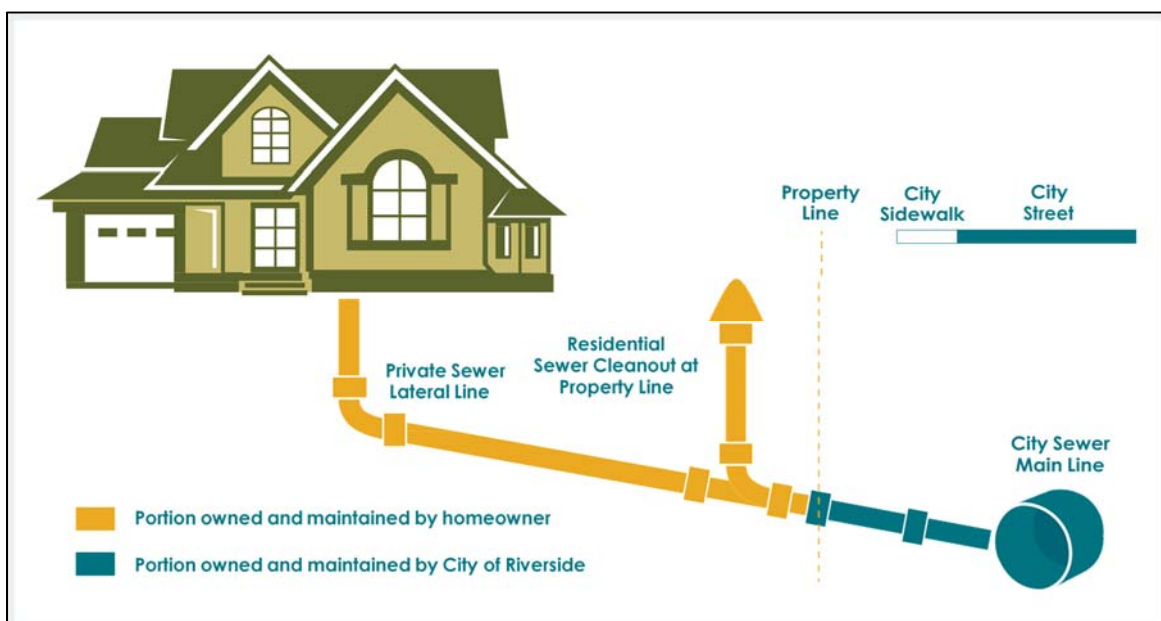 Property
Line
City
Sidewalk
City
Street
Private Sewer
Lateral Line
Residential
Sewer Cleanout at
Property Line
City Sewer
Main Line
Portion owned and maintained by homeowner
Portion owned and maintained by City of Riverside